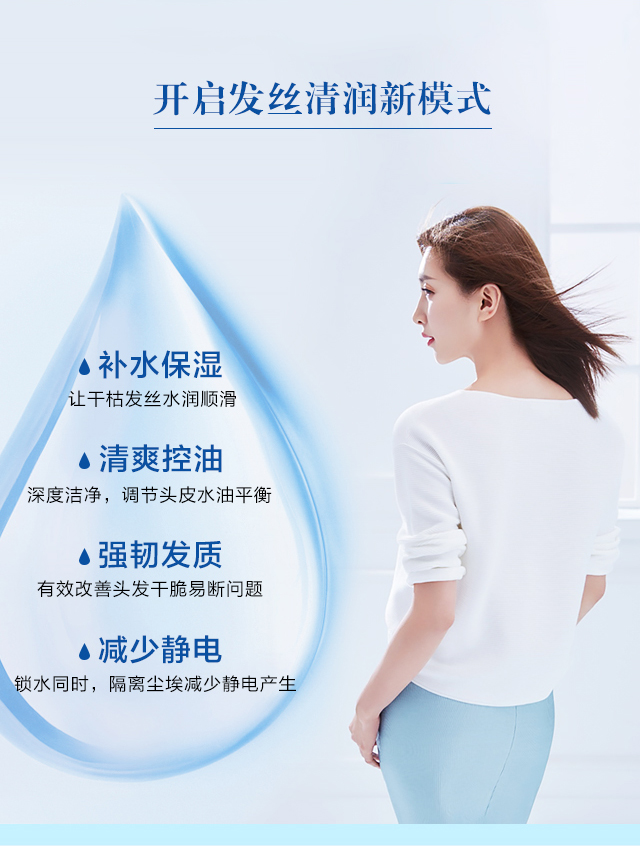 开启发丝清润新模式
补水保湿
让干枯发丝水润顺滑
清爽控油
深度洁净，调节头皮水油平衡
强韧发质
有效改善头发干脆易断问题
减少静电
锁水同时，隔离尘埃减少静电产生